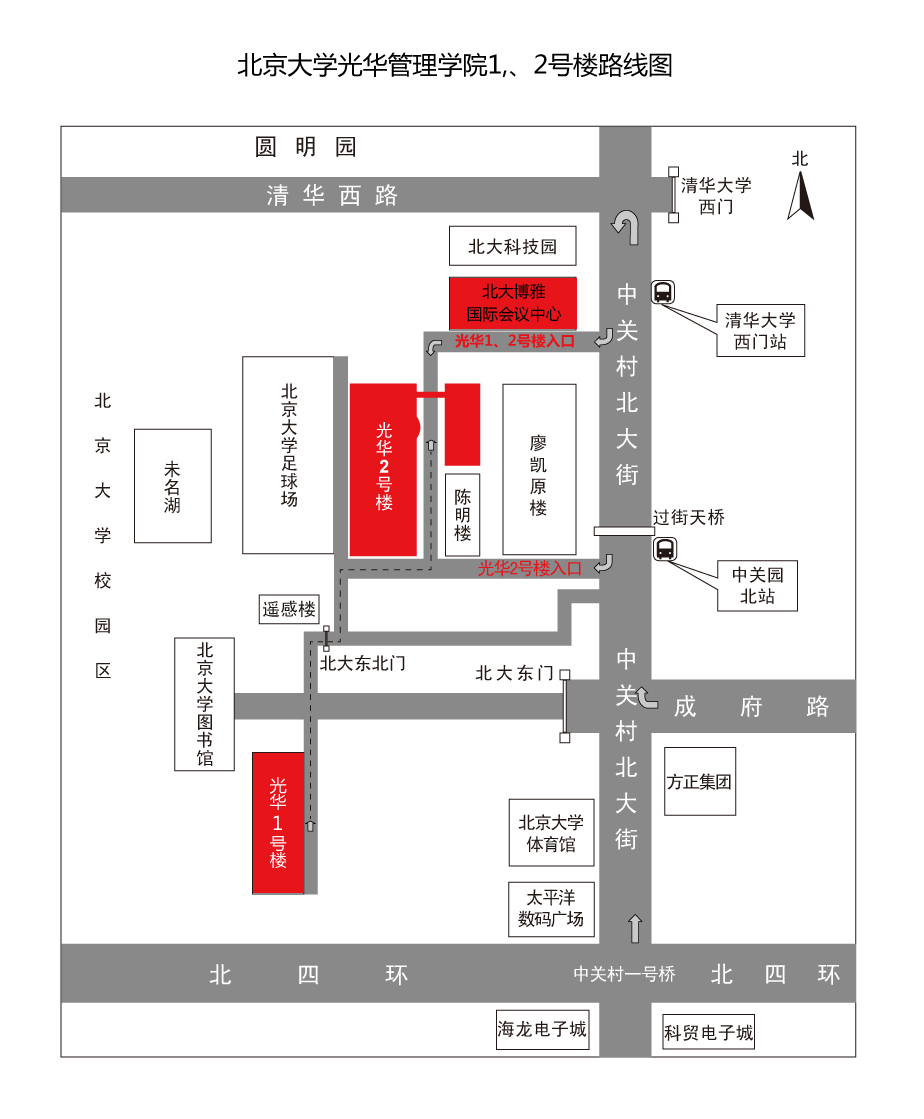 北京大学光华管理学院1,、2号楼路线图
圆明园
清华西路
清华大学
西门
北
北大科技园
北大博雅
国际会议中心
光华1、2号楼入口
中关村北大街
清华大学
西门站
北京大学校园区
未名湖
北京大学足球场
光华2号楼
陈明楼
廖凯原楼
过街天桥
中关园
北站
光华2号楼入口
遥感楼
北大东北门
北京大学图书馆
北大东门
中关村北大街
成府路
方正集团
光华1号楼
北京大学
体育馆
太平洋
数码广场
北四环
中关村一号桥
北四环
海龙电子城
科贸电子城